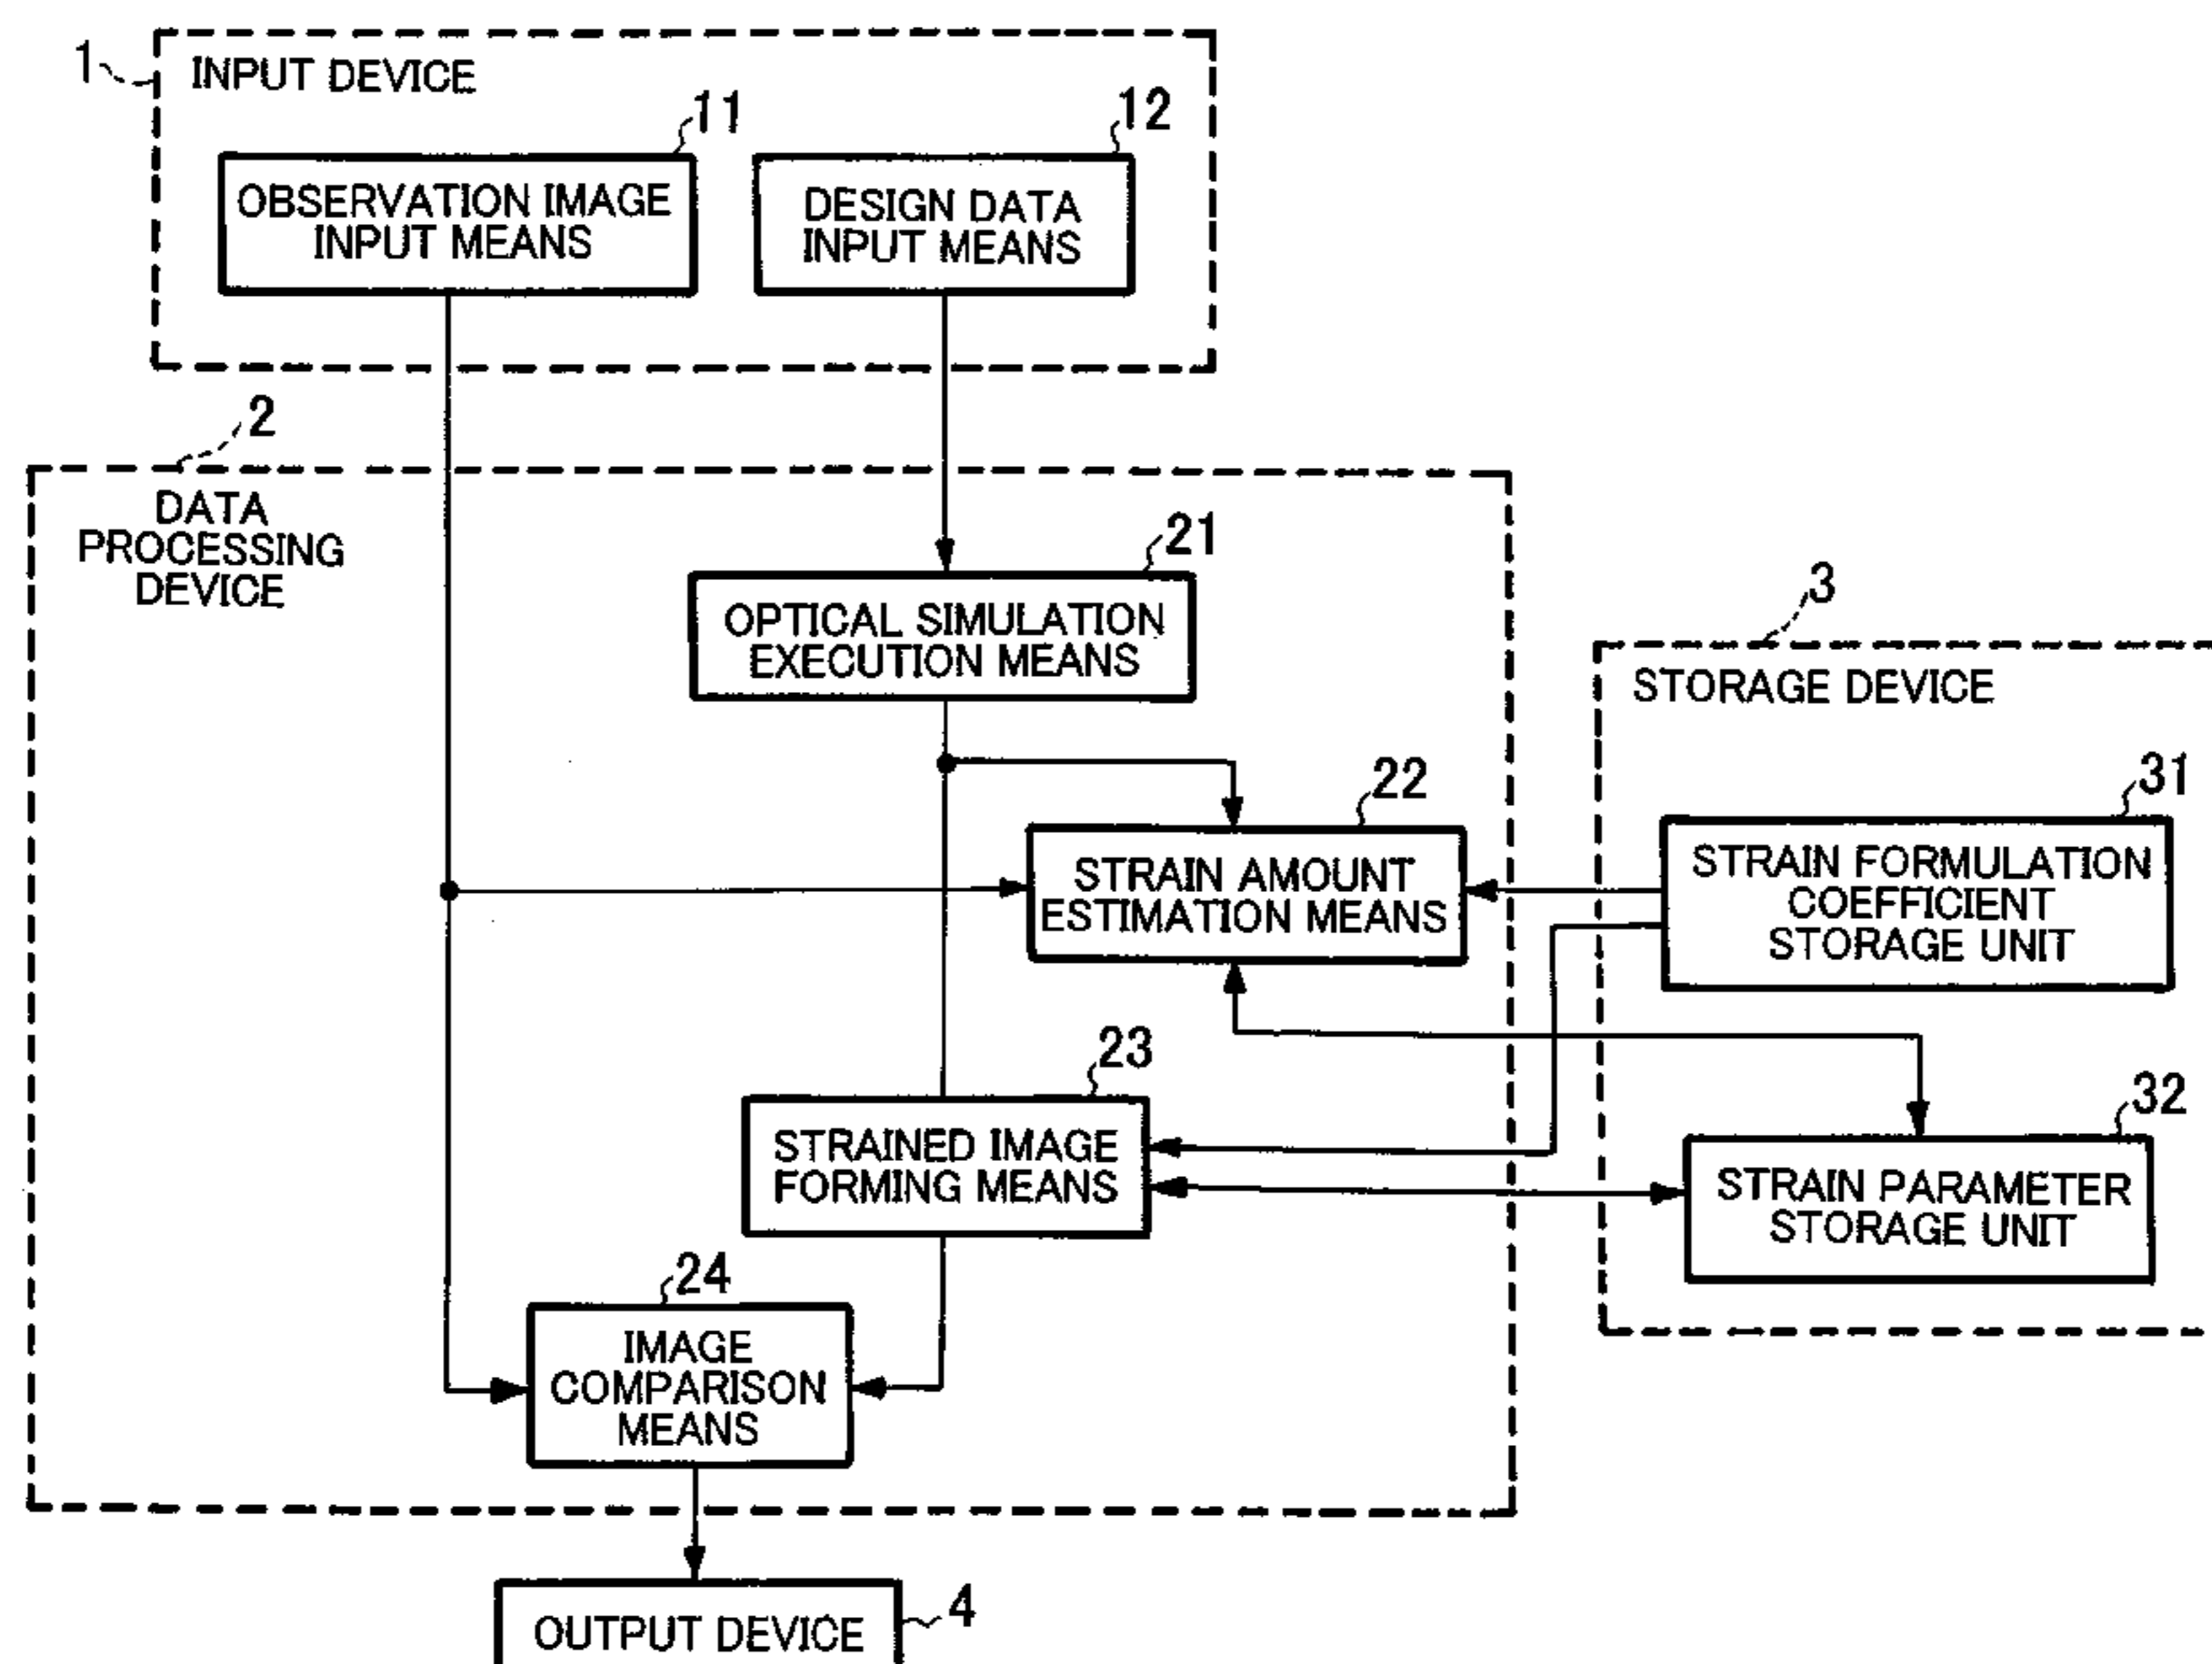 1
INPUT DEVICE
11
12
OBSERVATION IMAGE
INPUT MEANS
DESIGN DATA
INPUT MEANS
2
DATA
PROCESSING
DEVICE
21
OPTICAL SIMULATION
EXECUTION MEANS
3
STORAGE DEVICE
22
STRAIN AMOUNT
ESTIMATION MEANS
31
STRAIN FORMULATION
COEFFICIENT
STORAGE UNIT
23
STRAINED IMAGE
FORMING MEANS
32
STRAIN PARAMETER
STORAGE UNIT
24
IMAGE
COMPARISON
MEANS
OUTPUT DEVICE
4